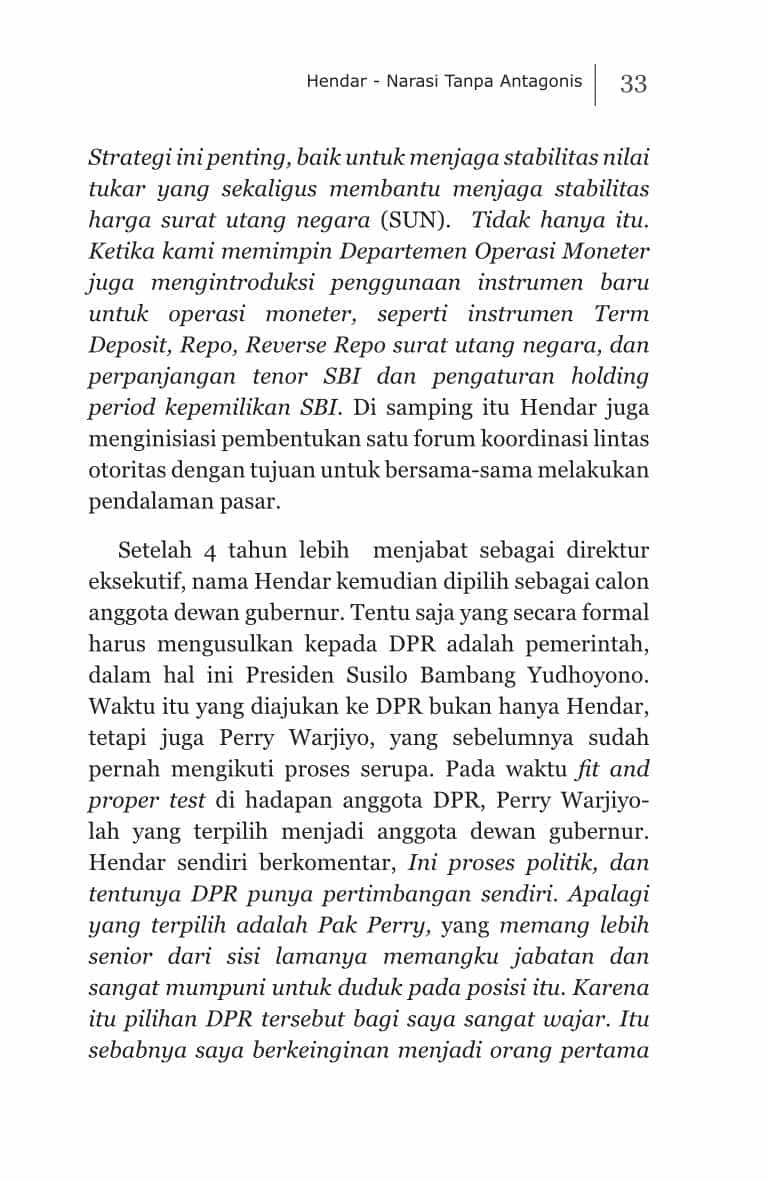 Hendar - Narasi Tanpa Antagonis 33
Strategi ini penting, baik untuk menjaga stabilitas nilai
tukar yang sekaligus membantu menjaga stabilitas
harga surat utang negara (SUN). Tidak hanya itu.
Ketika kami memimpin Departemen Operasi Moneter
juga mengintroduksi penggunaan instrumen baru
untuk operasi moneter, seperti instrumen Term
Deposit, Repo, Reverse Repo surat utang negara, dan
perpanjangan tenor SBI dan pengaturan holding
period kepemilikan SBI. Di samping itu Hendar juga
menginisiasi pembentukan satu forum koordinasi lintas
otoritas dengan tujuan untuk bersama-sama melakukan
pendalaman pasar.
Setelah 4 tahun lebih menjabat sebagai direktur
eksekutif, nama Hendar kemudian dipilih sebagai calon
anggota dewan gubernur. Tentu saja yang secara formal
harus mengusulkan kepada DPR adalah pemerintah,
dalam hal ini Presiden Susilo Bambang Yudhoyono.
Waktu itu yang diajukan ke DPR bukan hanya Hendar,
tetapi juga Perry Warjiyo, yang sebelumnya sudah
pernah mengikuti proses serupa. Pada waktu fit and
proper test di hadapan anggota DPR, Perry Warjiyo-
lah yang terpilih menjadi anggota dewan gubernur.
Hendar sendiri berkomentar, Ini proses politik, dan
tentunya DPR punya pertimbangan sendiri. Apalagi
yang terpilih adalah Pak Perry, yang memang lebih
senior dari sisi lamanya memangku jabatan dan
sangat mumpuni untuk duduk pada posisi itu. Karena
itu pilihan DPR tersebut bagi saya sangat wajar. Itu
sebabnya saya berkeinginan menjadi orang pertama